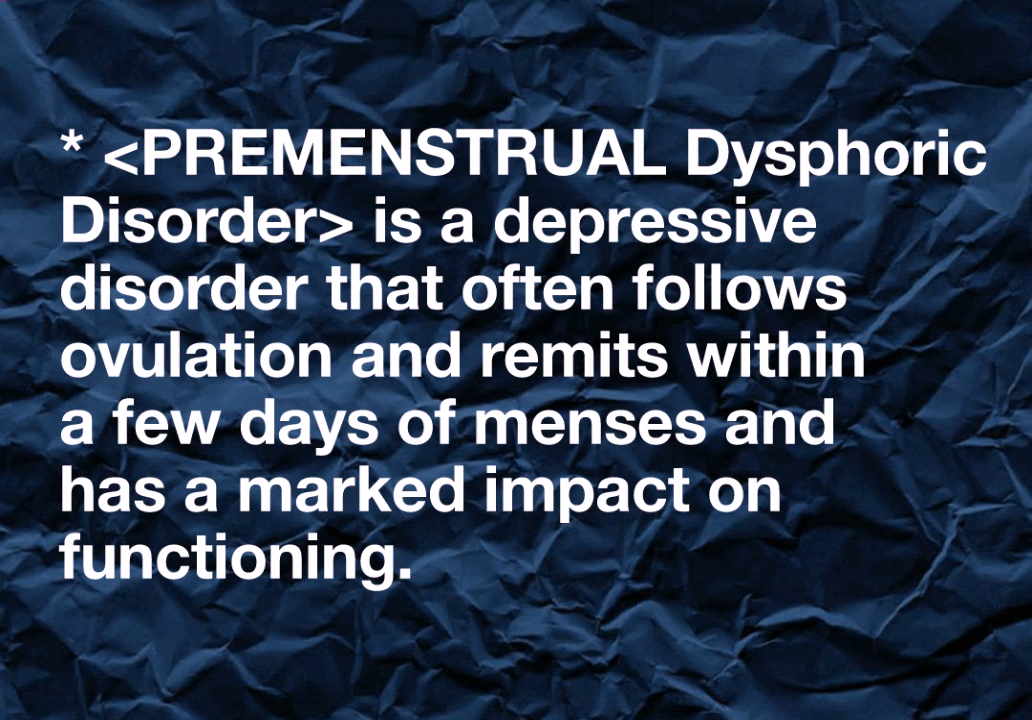 * <PREMENSTRUAL Dysphoric
Disorder> is a depressive
disorder that often follows
ovulation and remits within
a few days of menses and
has a marked impact on
functioning.